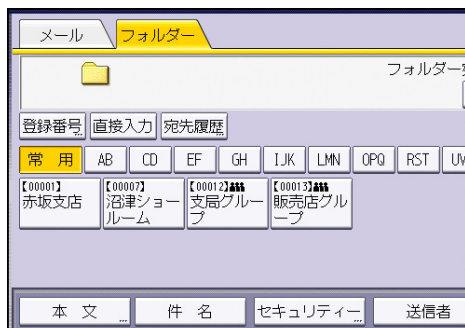 メール フォルダー
フォルダー宛
登録番号 直接入力 宛先履歴
常用 AB CD EF GH IJK LMN OPQ RST UV
【00001】 【00007】 【00012】 【00013】
赤坂支店 沼津ショー 支局グルー 販売店グル
ルーム プ ープ
本文 件名 セキュリティー 送信者